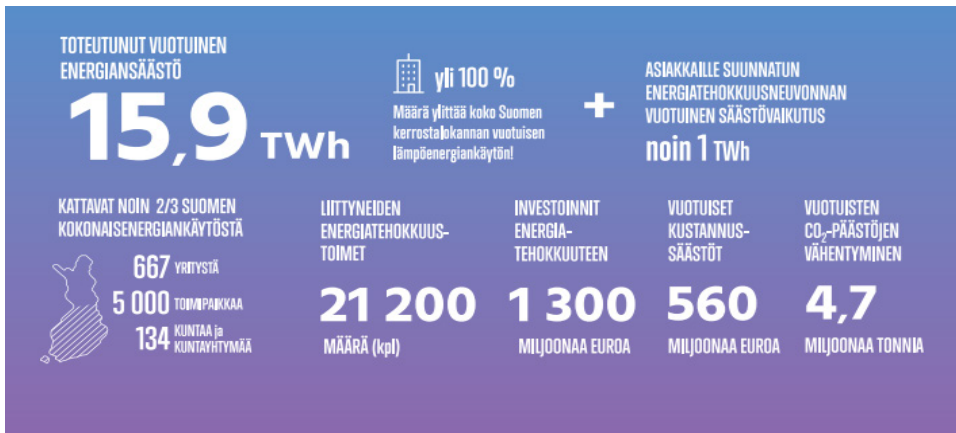 TOTEUTUNUT VUOTUINEN
ENERGIANSÄÄSTÖ
15,9 TWh
yli 100 %
Määrä ylittää koko Suomen
kerrostalokannan vuotuisen
lämpöenergiankäytön!
+
ASIAKKAILLE SUUNNATUN
ENERGIATEHOKKUUSNEUVONNAN
VUOTUINEN SÄÄSTÖVAIKUTUS
noin 1 TWh
KATTAVAT NOIN 2/3 SUOMEN
KOKONAISENERGIANKÄYTÖSTÄ
667 YRITYSTÄ
5 000 TOIMIPAIKKAA
134 KUNTAA ja
KUNTAYHTYMÄÄ
LIITTYNEIDEN
ENERGIATEHOKKUUS-
TOIMET
21 200
MÄÄRÄ (kpl)
INVESTOINNIT
ENERGIA-
TEHOKKUUTEEN
1 300
MILJOONAA EUROA
VUOTUISET
KUSTANNUS-
SÄÄSTÖT
560
MILJOONAA EUROA
VUOTUISTEN
CO₂-PÄÄSTÖJEN
VÄHENTYMINEN
4,7
MILJOONAA TONNIA